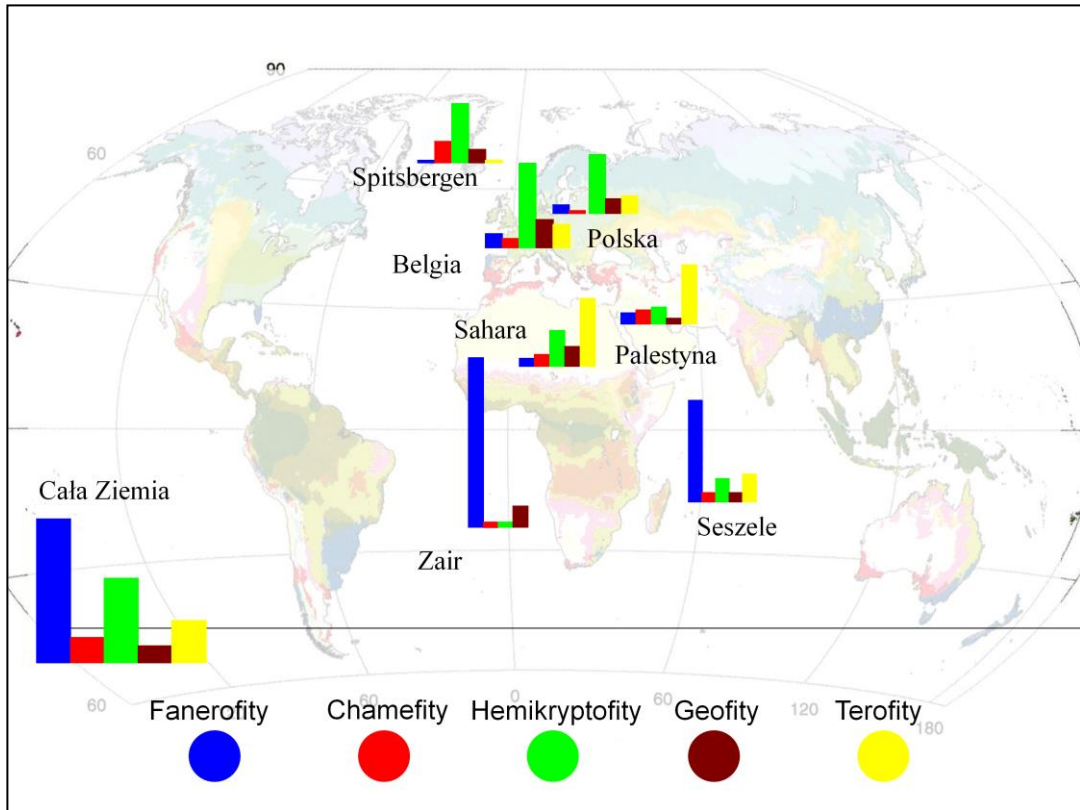 90
60
Spitsbergen
Polska
Belgia
Sahara
Palestyna
Cała Ziemia
Seszele
Zair
60
60
0
60
120
180
Fanerofity
Chamefity
Hemikryptofity
Geofity
Terofity